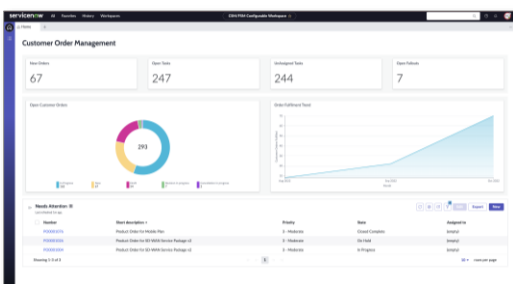 servicenow All Favorites History Workspaces
CSM/FSM Configurable Workspace
Home
Customer Order Management
New Orders
67
Open Tasks
247
Unassigned Tasks
244
Open Fallouts
7
Open Customer Orders
293
Order Fulfillment Trend
Needs Attention
Last refreshed
Edit Export New
Number Short description Priority State Assigned to
Product Order for Mobile Plan 3 - Moderate Closed Complete (empty)
Product Order for SD-WAN Service Package v2 3 - Moderate On Hold (empty)
Product Order for SD-WAN Service Package v2 3 - Moderate In Progress (empty)
Showing 1-3 of 3 1 rows per page